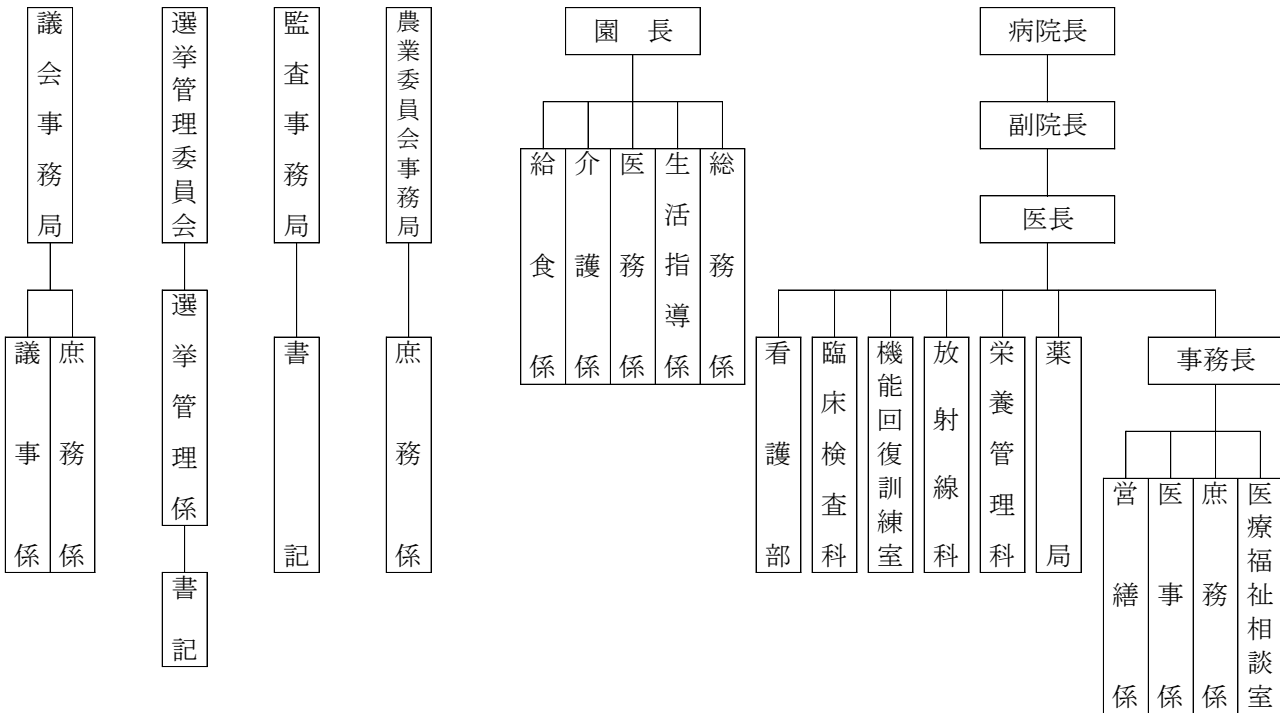 議会事務局
選挙管理委員会
監査事務局
農業委員会事務局
園長
病院長
副院長
医長
給食係
介護係
医務係
生活指導係
総務係
選挙管理係
議事係
庶務係
書記
庶務係
看護部
臨床検査科
機能回復訓練室
放射線科
栄養管理科
薬局
事務長
書記
営繕係
医事係
庶務係
医療福祉相談室